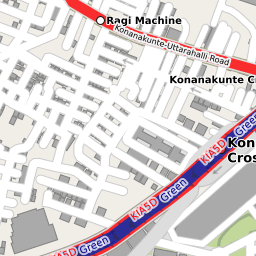 Ragi Machine
Konanakunte-Uttarahalli Road
Konanakunte C
KIA5D Green
Kon
Cros
KIA5D Green
KIA5D Green